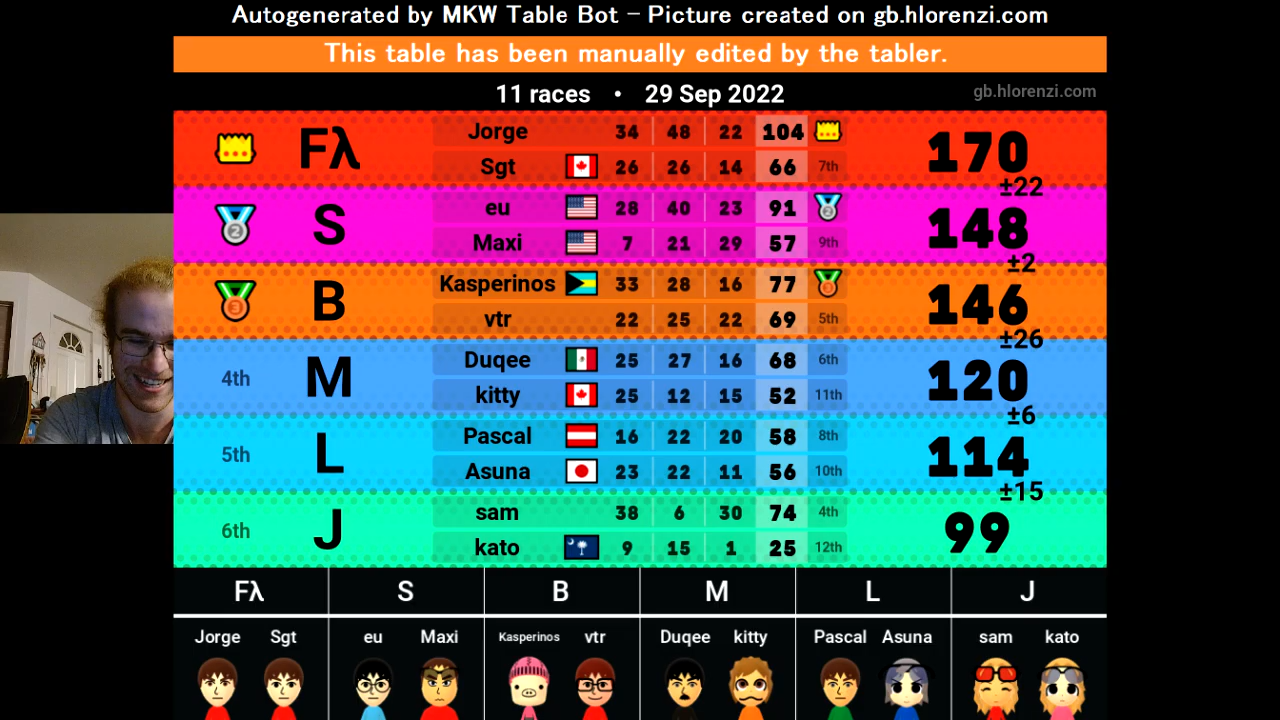 Autogenerated by MKW Table Bot - Picture created on gb.hlorenzi.com
This table has been manually edited by the tabler.
11 races • 29 Sep 2022 gb.hlorenzi.com
Fλ Jorge 34 48 22 104 170
Sgt 26 26 14 66 7th
±22
2 S eu 28 40 23 91 2 148
Maxi 7 21 29 57 9th
±2
3 B Kasperinos 33 28 16 77 3 146
vtr 22 25 22 69 5th
±26
4th M Duqee 25 27 16 68 6th 120
kitty 25 12 15 52 11th
±6
5th L Pascal 16 22 20 58 8th 114
Asuna 23 22 11 56 10th
±15
6th J sam 38 6 30 74 4th 99
kato 9 15 1 25 12th
Fλ S B M L J
Jorge Sgt eu Maxi Kasperinos vtr Duqee kitty Pascal Asuna sam kato